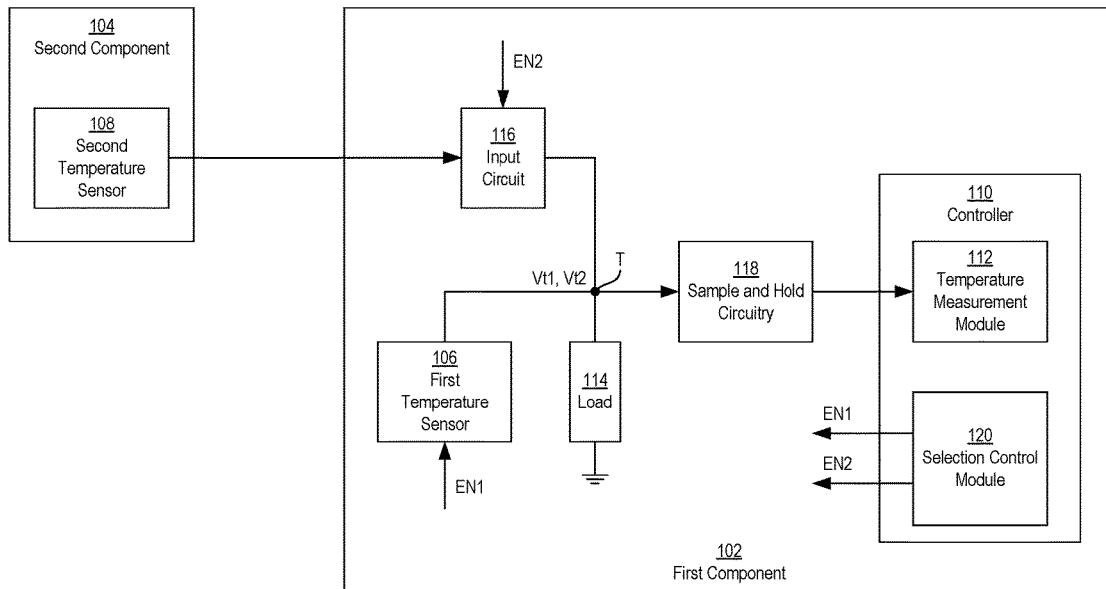 104
Second Component
108
Second
Temperature
Sensor
EN2
116
Input
Circuit
110
Controller
T
Vt1, Vt2
118
Sample and Hold
Circuitry
112
Temperature
Measurement
Module
106
First
Temperature
Sensor
114
Load
EN1
EN1
EN2
120
Selection Control
Module
102
First Component